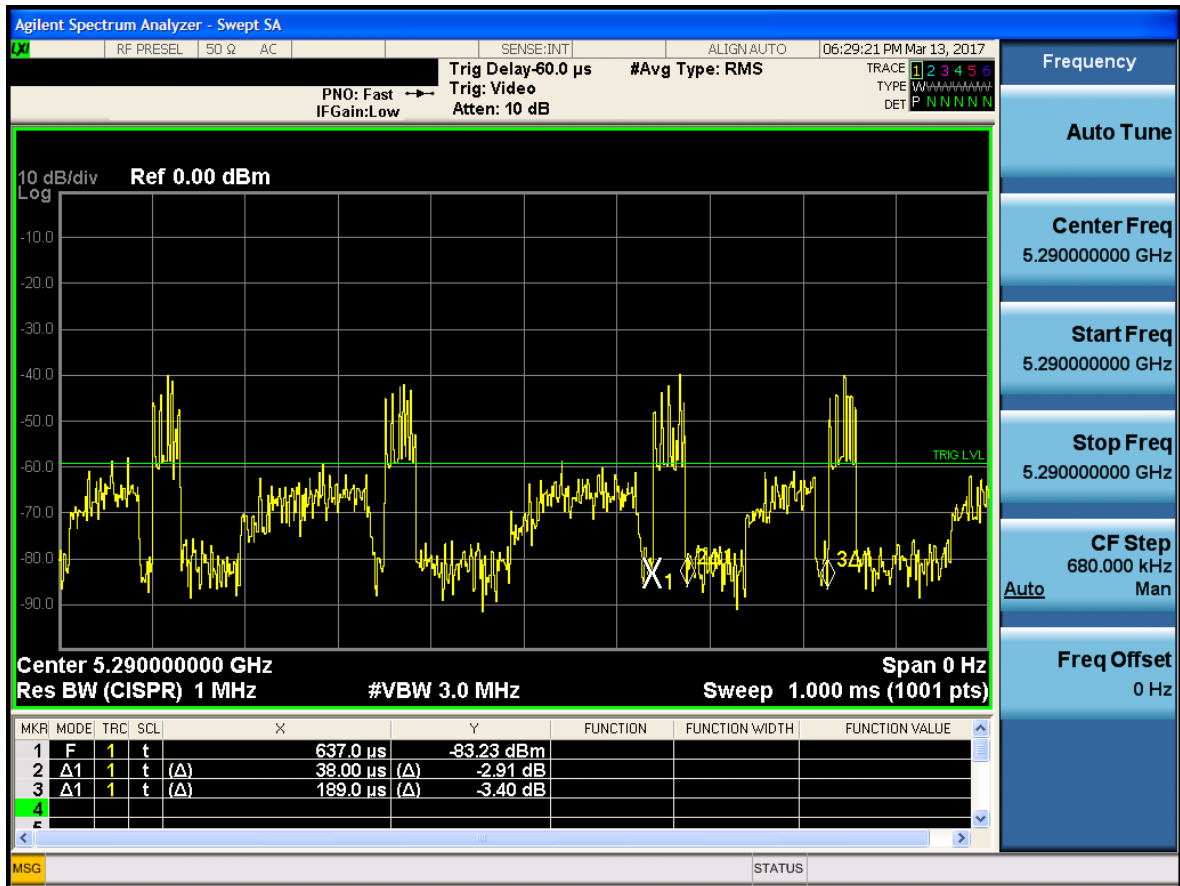 Agilent Spectrum Analyzer - Swept SA
LXI RF PRESEL 50 Ω AC SENSE:INT ALIGN AUTO 06:29:21 PM Mar 13, 2017
Trig Delay-60.0 µs #Avg Type: RMS TRACE 1 2 3 4 5 6
PNO: Fast Trig: Video TYPE WWWWWW
IFGain:Low Atten: 10 dB DET P N N N N N
10 dB/div Ref 0.00 dBm
Log
-10.0
-20.0
-30.0
-40.0
-50.0
TRIG LVL
-60.0
-70.0
-80.0
X1 2Δ1 3Δ1
-90.0
Center 5.290000000 GHz Span 0 Hz
Res BW (CISPR) 1 MHz #VBW 3.0 MHz Sweep 1.000 ms (1001 pts)
MKR MODE TRC SCL X Y FUNCTION FUNCTION WIDTH FUNCTION VALUE
1 F 1 t 637.0 µs -83.23 dBm
2 Δ1 1 t (Δ) 38.00 µs (Δ) -2.91 dB
3 Δ1 1 t (Δ) 189.0 µs (Δ) -3.40 dB
4
5
MSG STATUS
Frequency
Auto Tune
Center Freq
5.290000000 GHz
Start Freq
5.290000000 GHz
Stop Freq
5.290000000 GHz
CF Step
680.000 kHz
Auto Man
Freq Offset
0 Hz